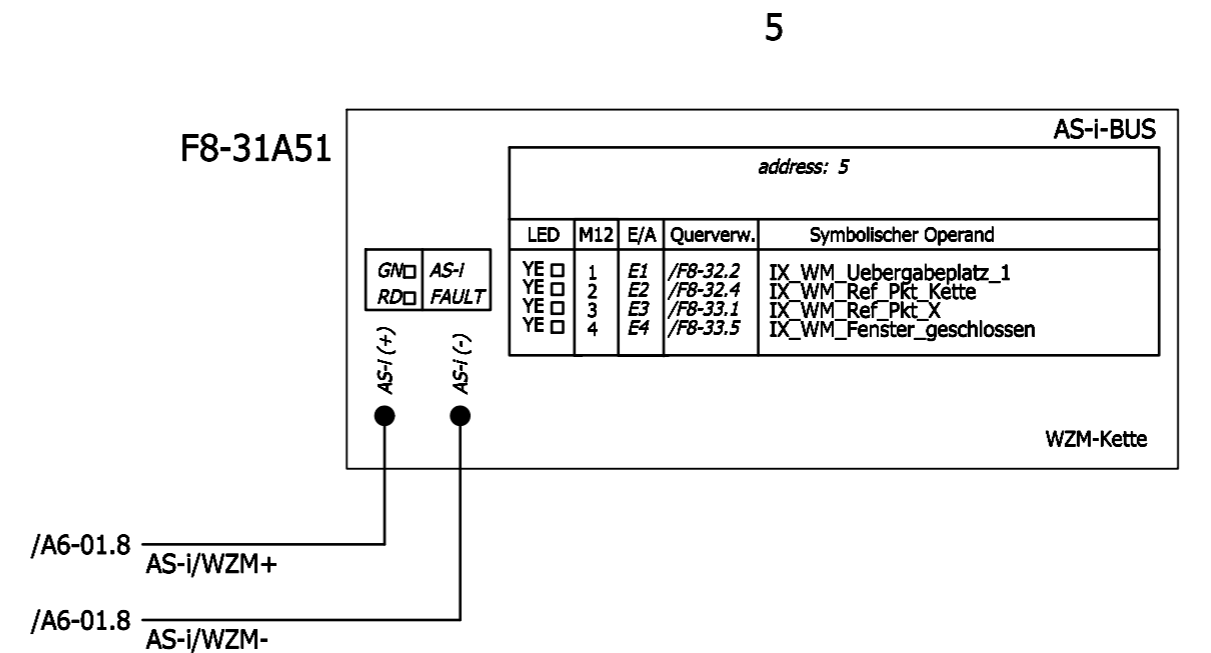 5
F8-31A51
AS-i-BUS
address: 5
LED M12 E/A Querverw. Symbolischer Operand
GN AS-i
RD FAULT
YE 1 E1 /F8-32.2 IX_WM_Uebergabeplatz_1
YE 2 E2 /F8-32.4 IX_WM_Ref_Pkt_Kette
YE 3 E3 /F8-33.1 IX_WM_Ref_Pkt_X
YE 4 E4 /F8-33.5 IX_WM_Fenster_geschlossen
AS-i (+)
AS-i (-)
WZM-Kette
/A6-01.8
AS-i/WZM+
/A6-01.8
AS-i/WZM-